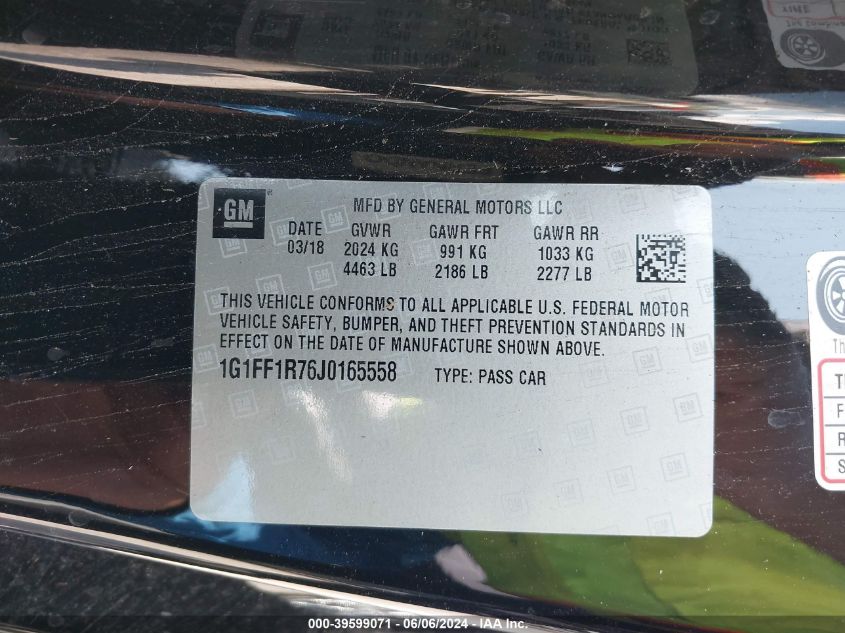 GM
MFD BY GENERAL MOTORS LLC
DATE GVWR GAWR FRT GAWR RR
03/18 2024 KG 991 KG 1033 KG
4463 LB 2186 LB 2277 LB
THIS VEHICLE CONFORMS TO ALL APPLICABLE U.S. FEDERAL MOTOR
VEHICLE SAFETY, BUMPER, AND THEFT PREVENTION STANDARDS IN
EFFECT ON THE DATE OF MANUFACTURE SHOWN ABOVE.
1G1FF1R76J0165558 TYPE: PASS CAR
000-39599071 - 06/06/2024 - IAA Inc.